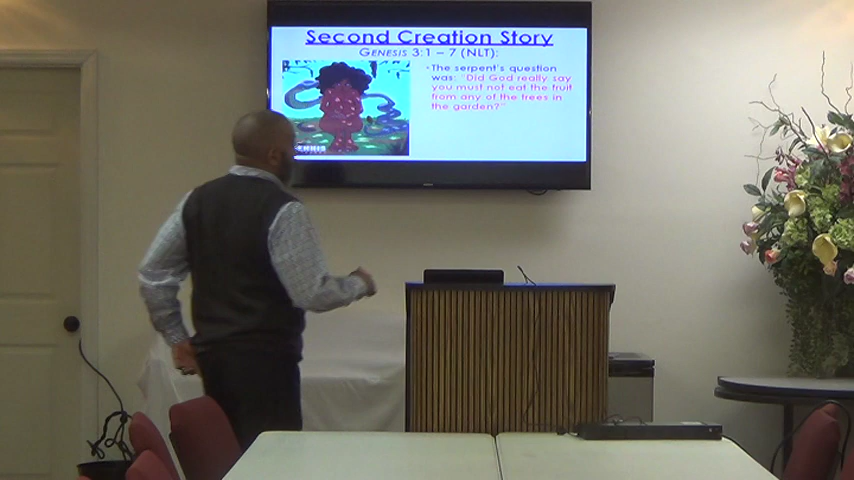 Second Creation Story
GENESIS 3:1 – 7 (NLT):
- The serpent's question
was: "Did God really say
you must not eat the fruit
from any of the trees in
the garden?"